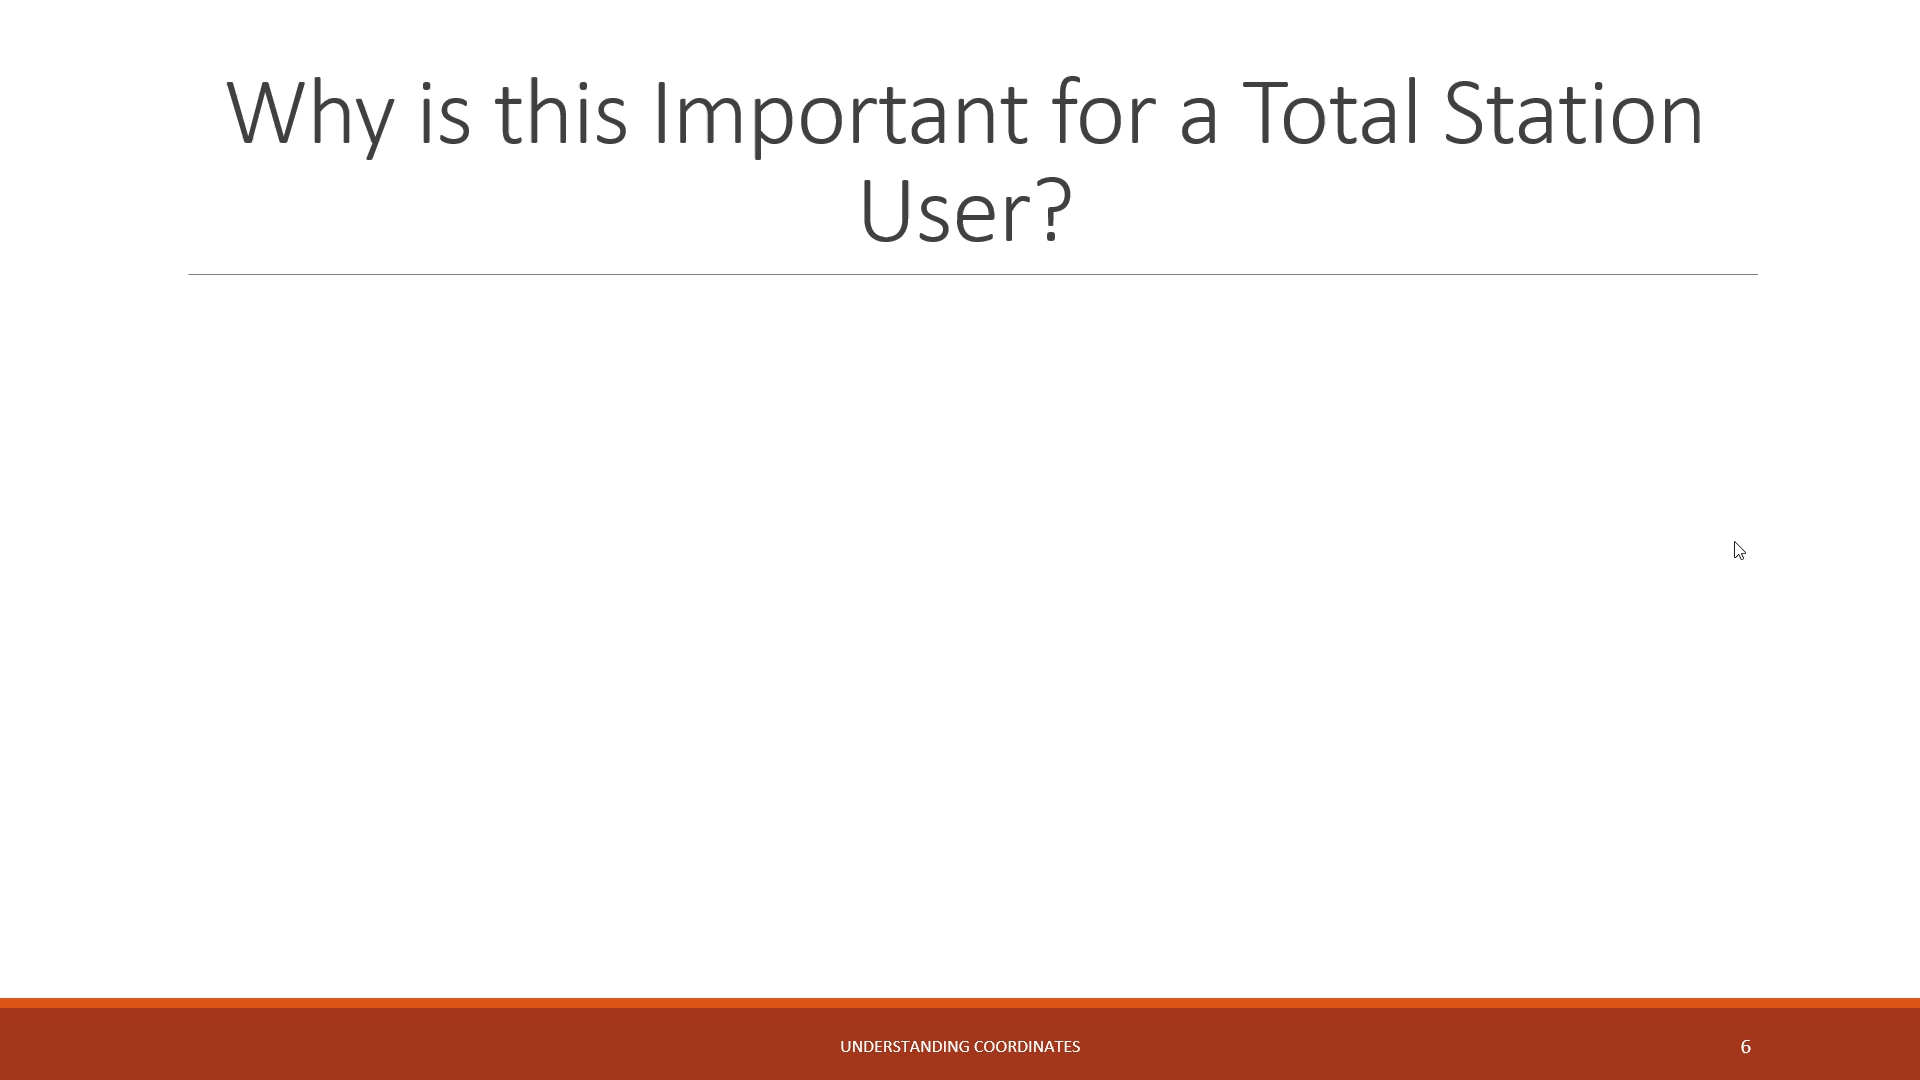 Why is this Important for a Total Station
User?
UNDERSTANDING COORDINATES
6